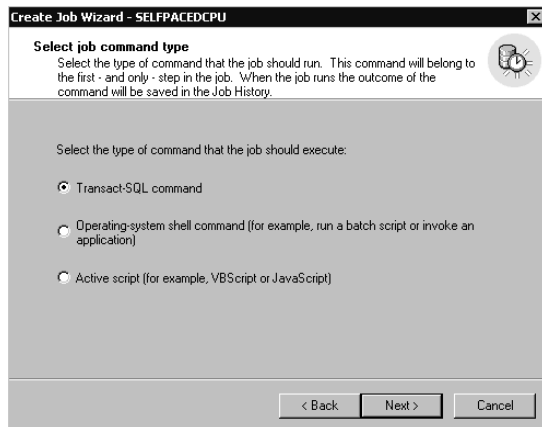 Create Job Wizard - SELFPACEDCPU
Select job command type
Select the type of command that the job should run. This command will belong to
the first - and only - step in the job. When the job runs the outcome of the
command will be saved in the Job History.
Select the type of command that the job should execute:
Transact-SQL command
Operating-system shell command (for example, run a batch script or invoke an
application)
Active script (for example, VBScript or JavaScript)
< Back Next > Cancel